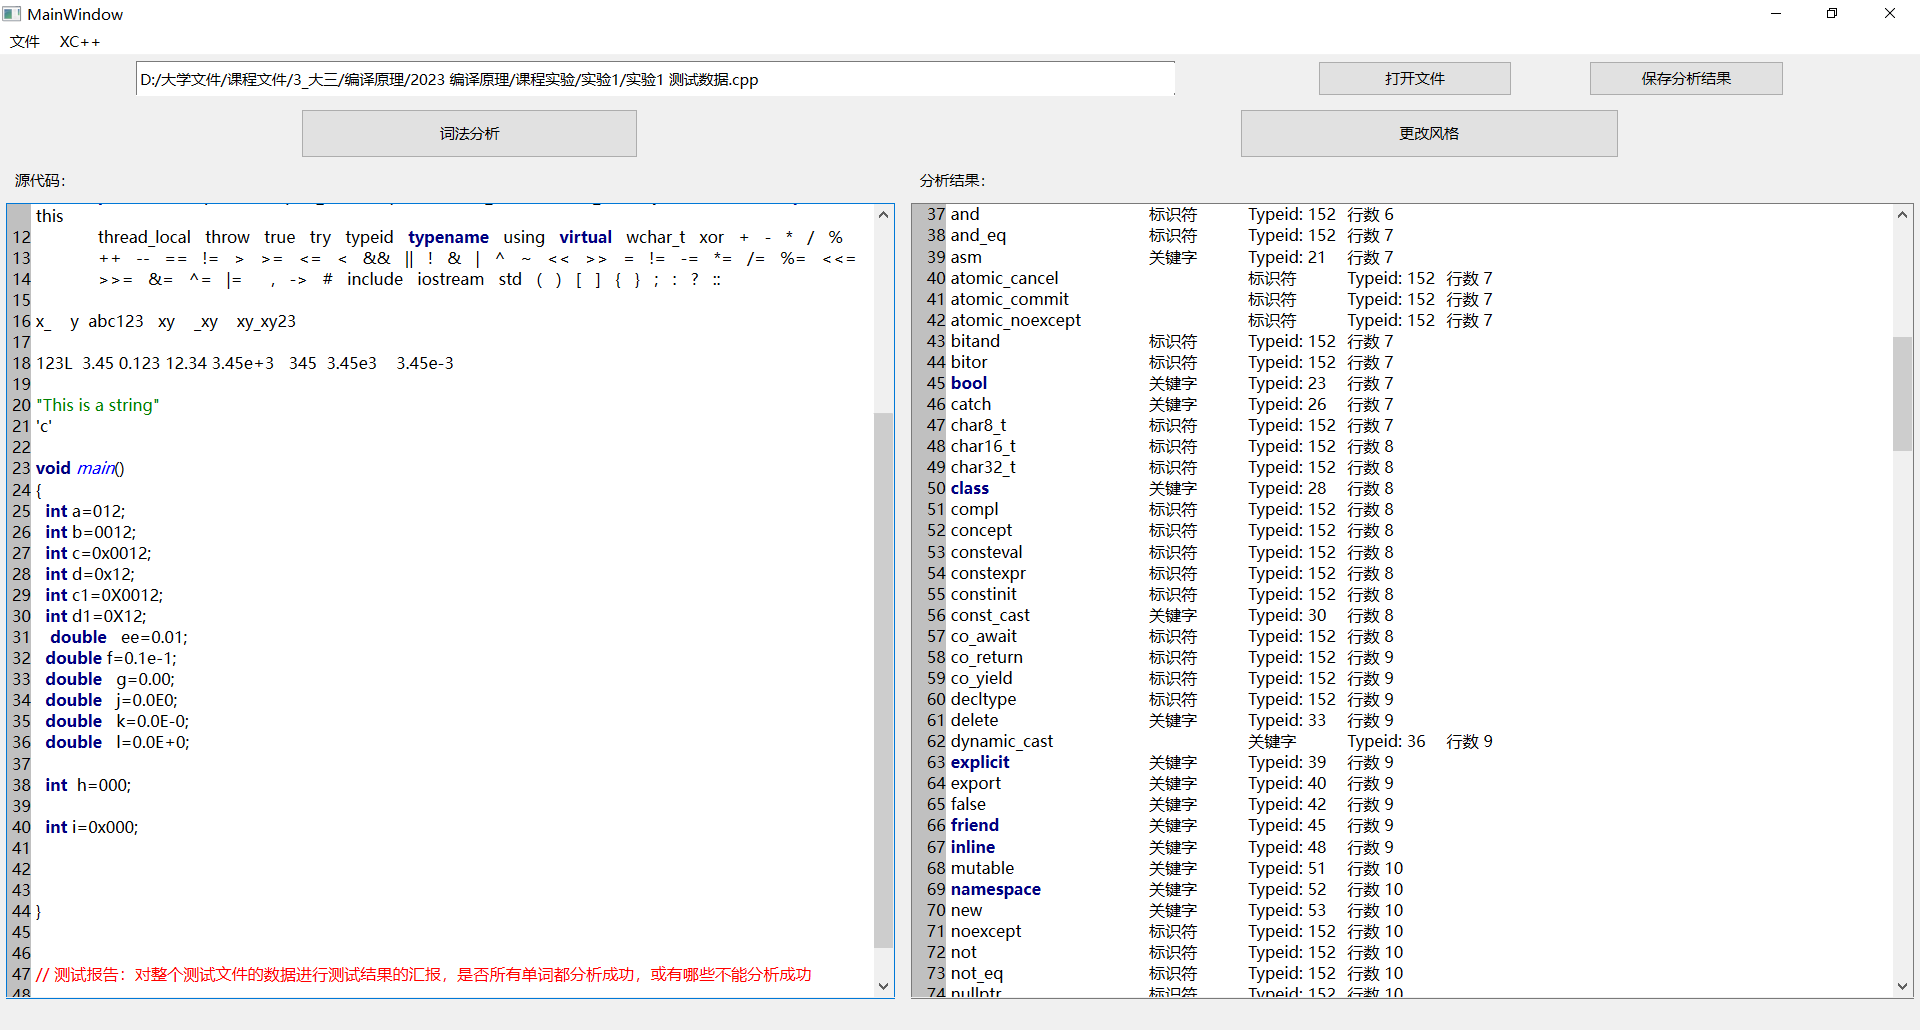 MainWindow
文件 XC++
D:/大学文件/课程文件/3_大三/编译原理/2023 编译原理/课程实验/实验1/实验1 测试数据.cpp
打开文件
保存分析结果
词法分析
更改风格
源代码:
this
12 thread_local throw true try typeid typename using virtual wchar_t xor + - * / %
13 ++ -- == != > >= <= < && || ! & | ^ ~ << >> = != -= *= /= %= <<=
14 >>= &= ^= |= , -> # include iostream std ( ) [ ] { } ; : ? ::
15
16 x_ y abc123 xy _xy xy_xy23
17
18 123L 3.45 0.123 12.34 3.45e+3 345 3.45e3 3.45e-3
19
20 "This is a string"
21 'c'
22
23 void main()
24 {
25 int a=012;
26 int b=0012;
27 int c=0x0012;
28 int d=0x12;
29 int c1=0X0012;
30 int d1=0X12;
31 double ee=0.01;
32 double f=0.1e-1;
33 double g=0.00;
34 double j=0.0E0;
35 double k=0.0E-0;
36 double l=0.0E+0;
37
38 int h=000;
39
40 int i=0x000;
41
42
43
44 }
45
46
47 // 测试报告：对整个测试文件的数据进行测试结果的汇报，是否所有单词都分析成功，或有哪些不能分析成功
48
分析结果:
37 and 标识符 Typeid: 152 行数 6
38 and_eq 标识符 Typeid: 152 行数 7
39 asm 关键字 Typeid: 21 行数 7
40 atomic_cancel 标识符 Typeid: 152 行数 7
41 atomic_commit 标识符 Typeid: 152 行数 7
42 atomic_noexcept 标识符 Typeid: 152 行数 7
43 bitand 标识符 Typeid: 152 行数 7
44 bitor 标识符 Typeid: 152 行数 7
45 bool 关键字 Typeid: 23 行数 7
46 catch 关键字 Typeid: 26 行数 7
47 char8_t 标识符 Typeid: 152 行数 7
48 char16_t 标识符 Typeid: 152 行数 8
49 char32_t 标识符 Typeid: 152 行数 8
50 class 关键字 Typeid: 28 行数 8
51 compl 标识符 Typeid: 152 行数 8
52 concept 标识符 Typeid: 152 行数 8
53 consteval 标识符 Typeid: 152 行数 8
54 constexpr 标识符 Typeid: 152 行数 8
55 constinit 标识符 Typeid: 152 行数 8
56 const_cast 关键字 Typeid: 30 行数 8
57 co_await 标识符 Typeid: 152 行数 8
58 co_return 标识符 Typeid: 152 行数 9
59 co_yield 标识符 Typeid: 152 行数 9
60 decltype 标识符 Typeid: 152 行数 9
61 delete 关键字 Typeid: 33 行数 9
62 dynamic_cast 关键字 Typeid: 36 行数 9
63 explicit 关键字 Typeid: 39 行数 9
64 export 关键字 Typeid: 40 行数 9
65 false 关键字 Typeid: 42 行数 9
66 friend 关键字 Typeid: 45 行数 9
67 inline 关键字 Typeid: 48 行数 9
68 mutable 关键字 Typeid: 51 行数 10
69 namespace 关键字 Typeid: 52 行数 10
70 new 关键字 Typeid: 53 行数 10
71 noexcept 标识符 Typeid: 152 行数 10
72 not 标识符 Typeid: 152 行数 10
73 not_eq 标识符 Typeid: 152 行数 10
74 nullptr 标识符 Typeid: 152 行数 10